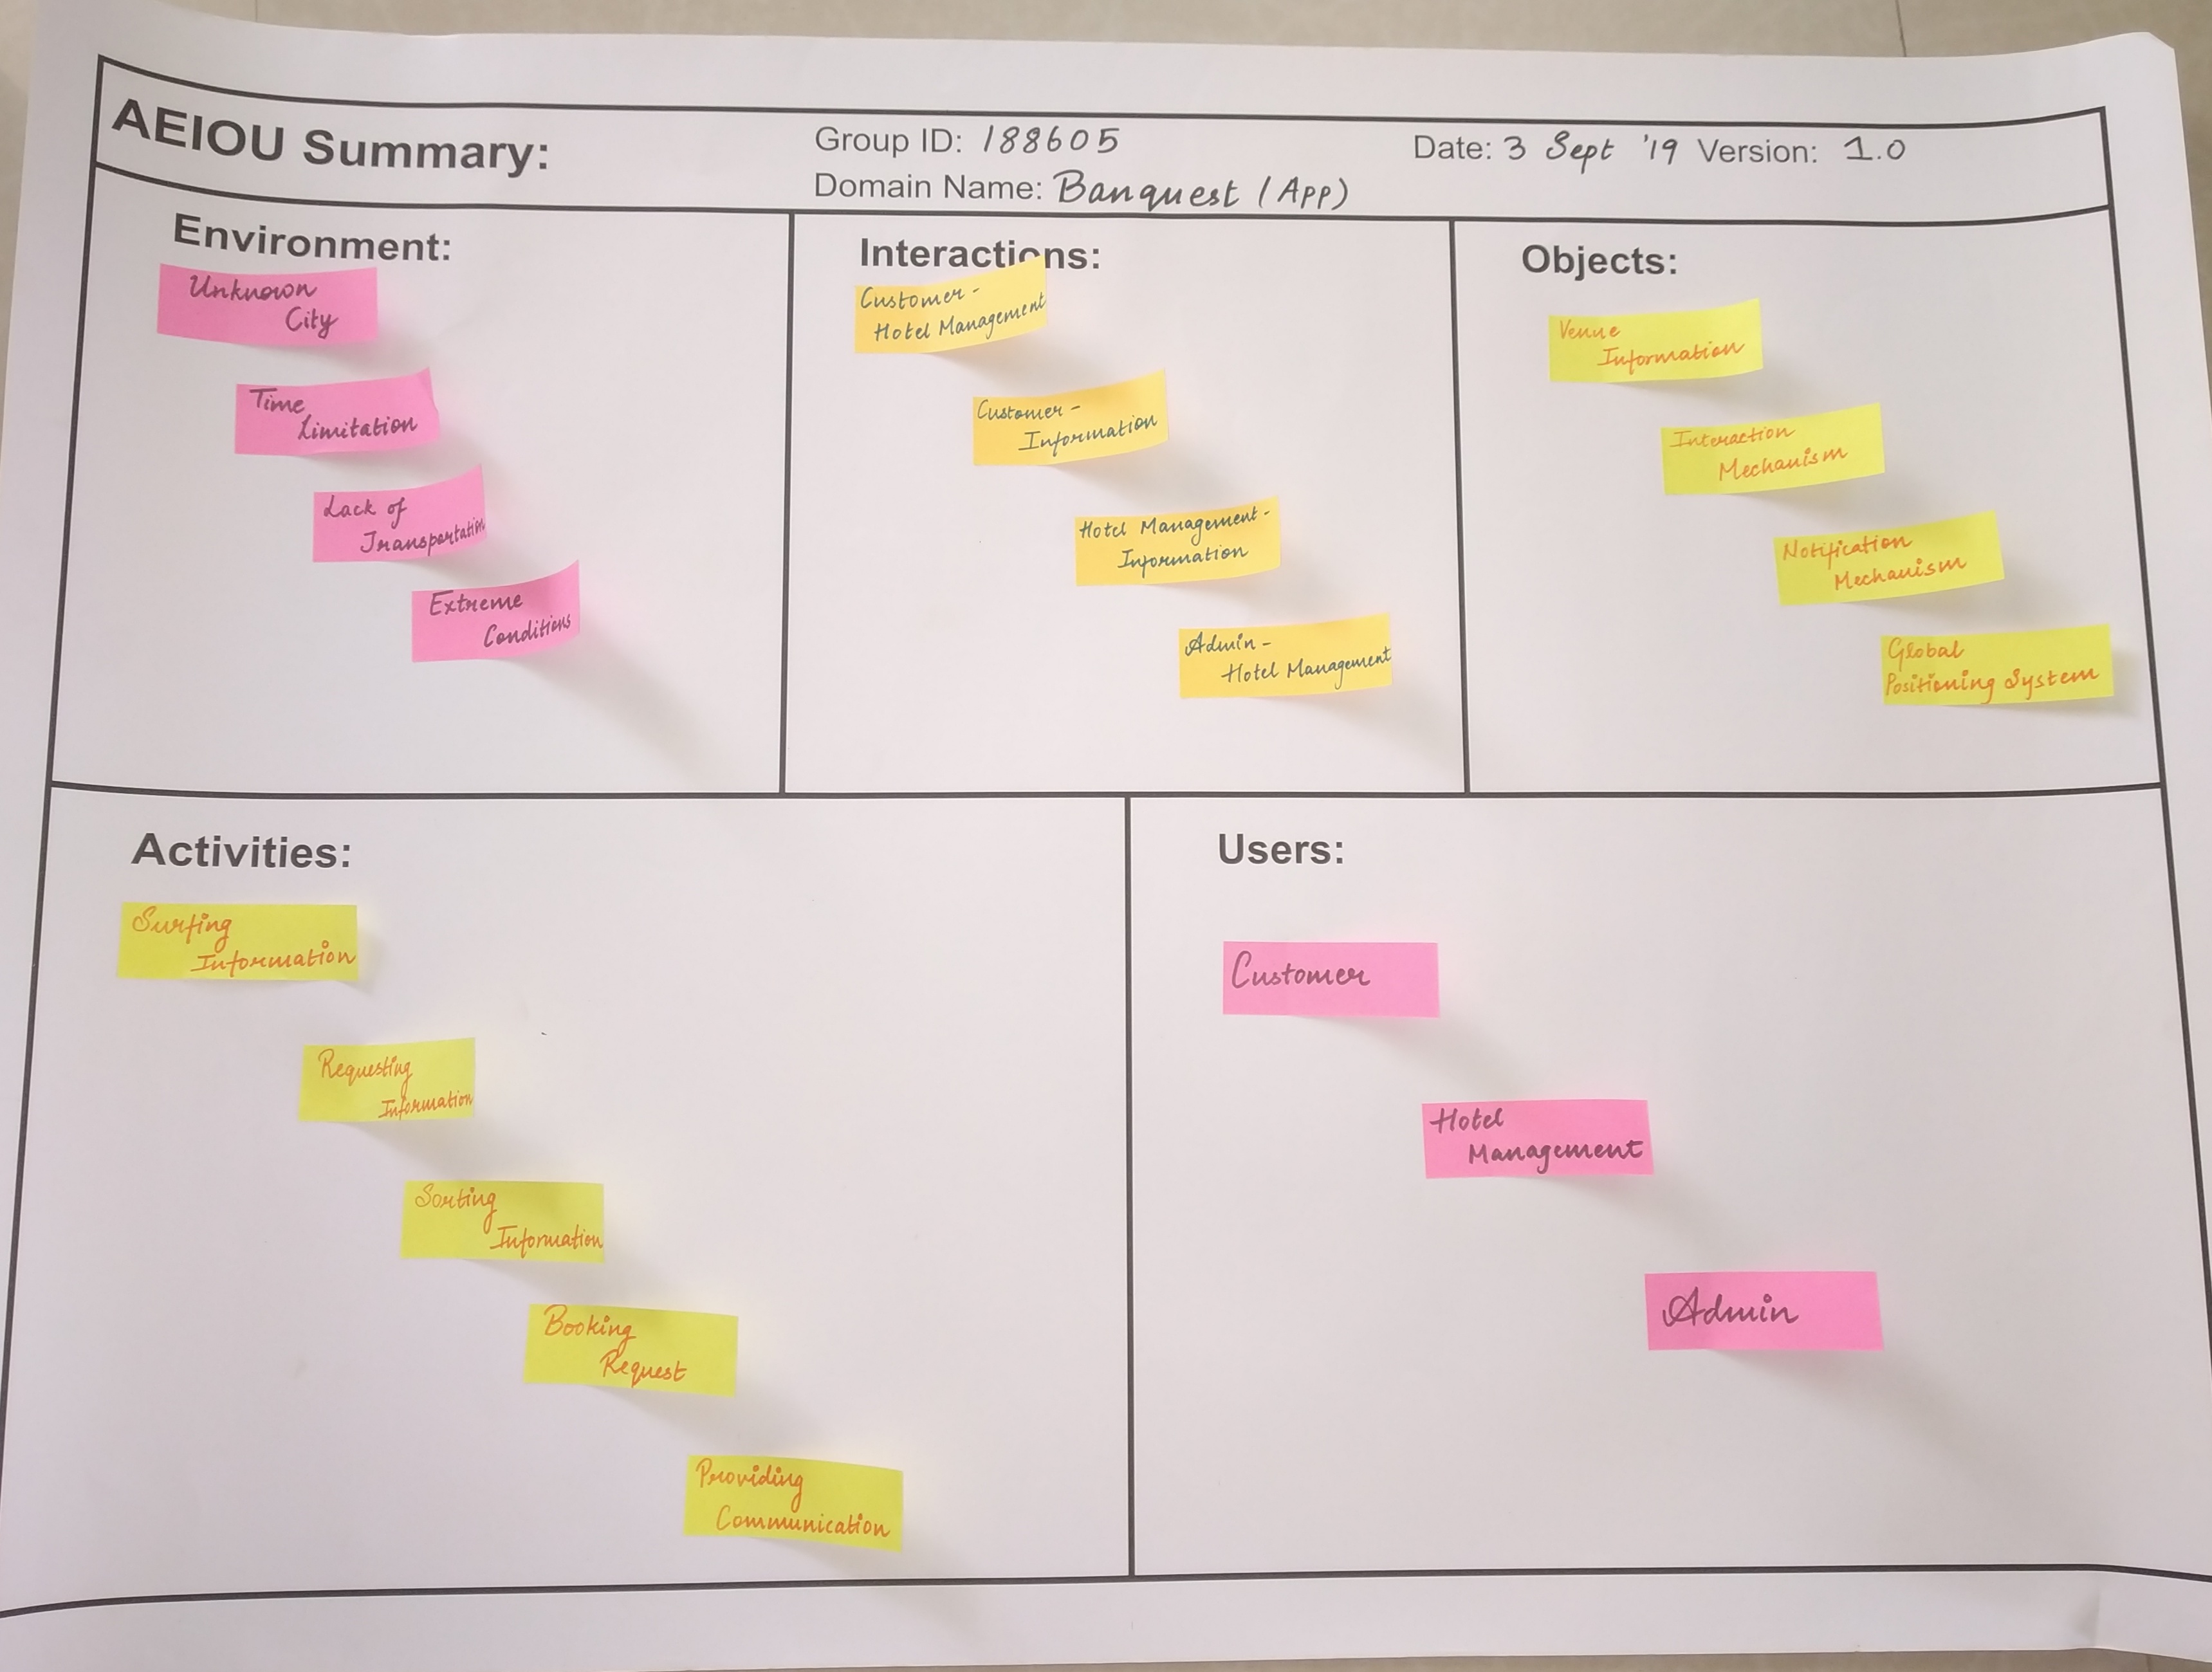 AEIOU Summary:
Group ID: 188605
Date: 3 Sept '19 Version: 1.0
Domain Name: Banquest (App)
Environment:
Unknown
City
Time
Limitation
Lack of
Transportation
Extreme
Conditions
Interactions:
Customer -
Hotel Management
Customer -
Information
Hotel Management -
Information
Admin -
Hotel Management
Objects:
Venue
Information
Interaction
Mechanism
Notification
Mechanism
Global
Positioning System
Activities:
Surfing
Information
Requesting
Information
Sorting
Information
Booking
Request
Providing
Communication
Users:
Customer
Hotel
Management
Admin